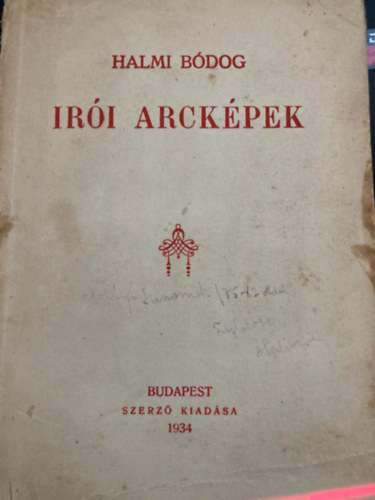 HALMI BÓDOG
IRÓI ARCKÉPEK
BUDAPEST
SZERZŐ KIADÁSA
1934